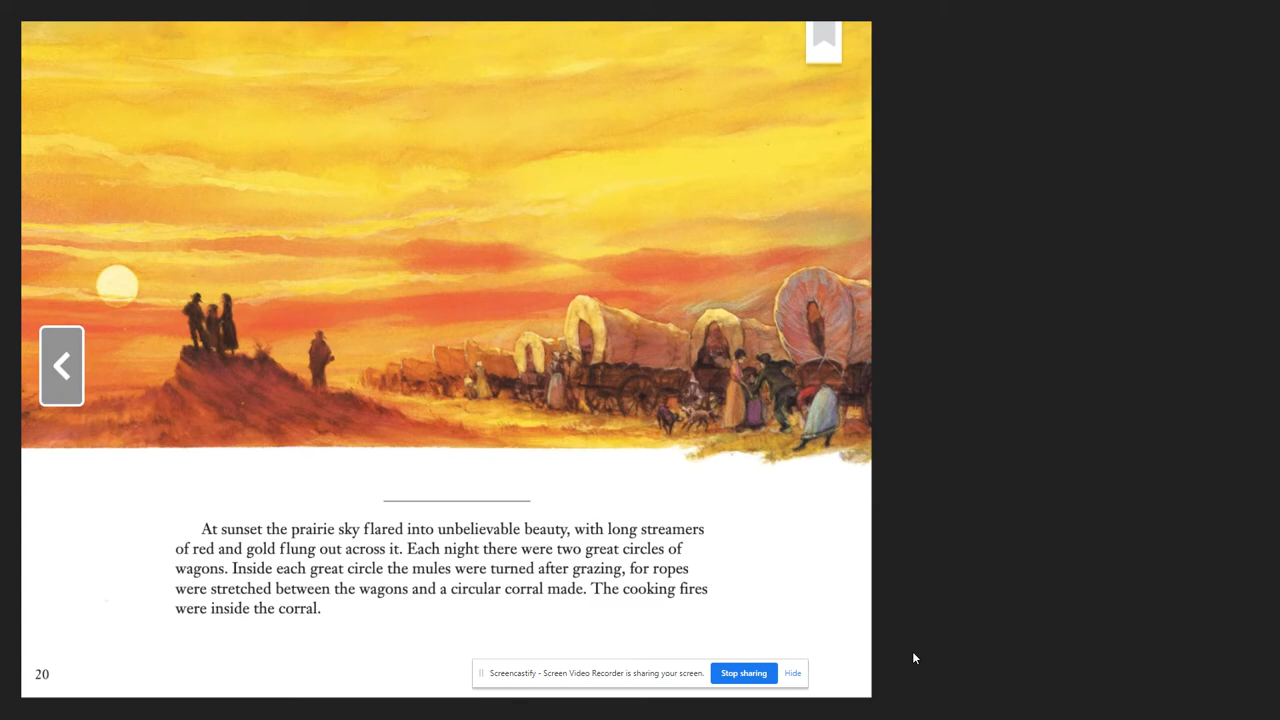 At sunset the prairie sky flared into unbelievable beauty, with long streamers
of red and gold flung out across it. Each night there were two great circles of
wagons. Inside each great circle the mules were turned after grazing, for ropes
were stretched between the wagons and a circular corral made. The cooking fires
were inside the corral.
20
Screencastify - Screen Video Recorder is sharing your screen.
Stop sharing
Hide